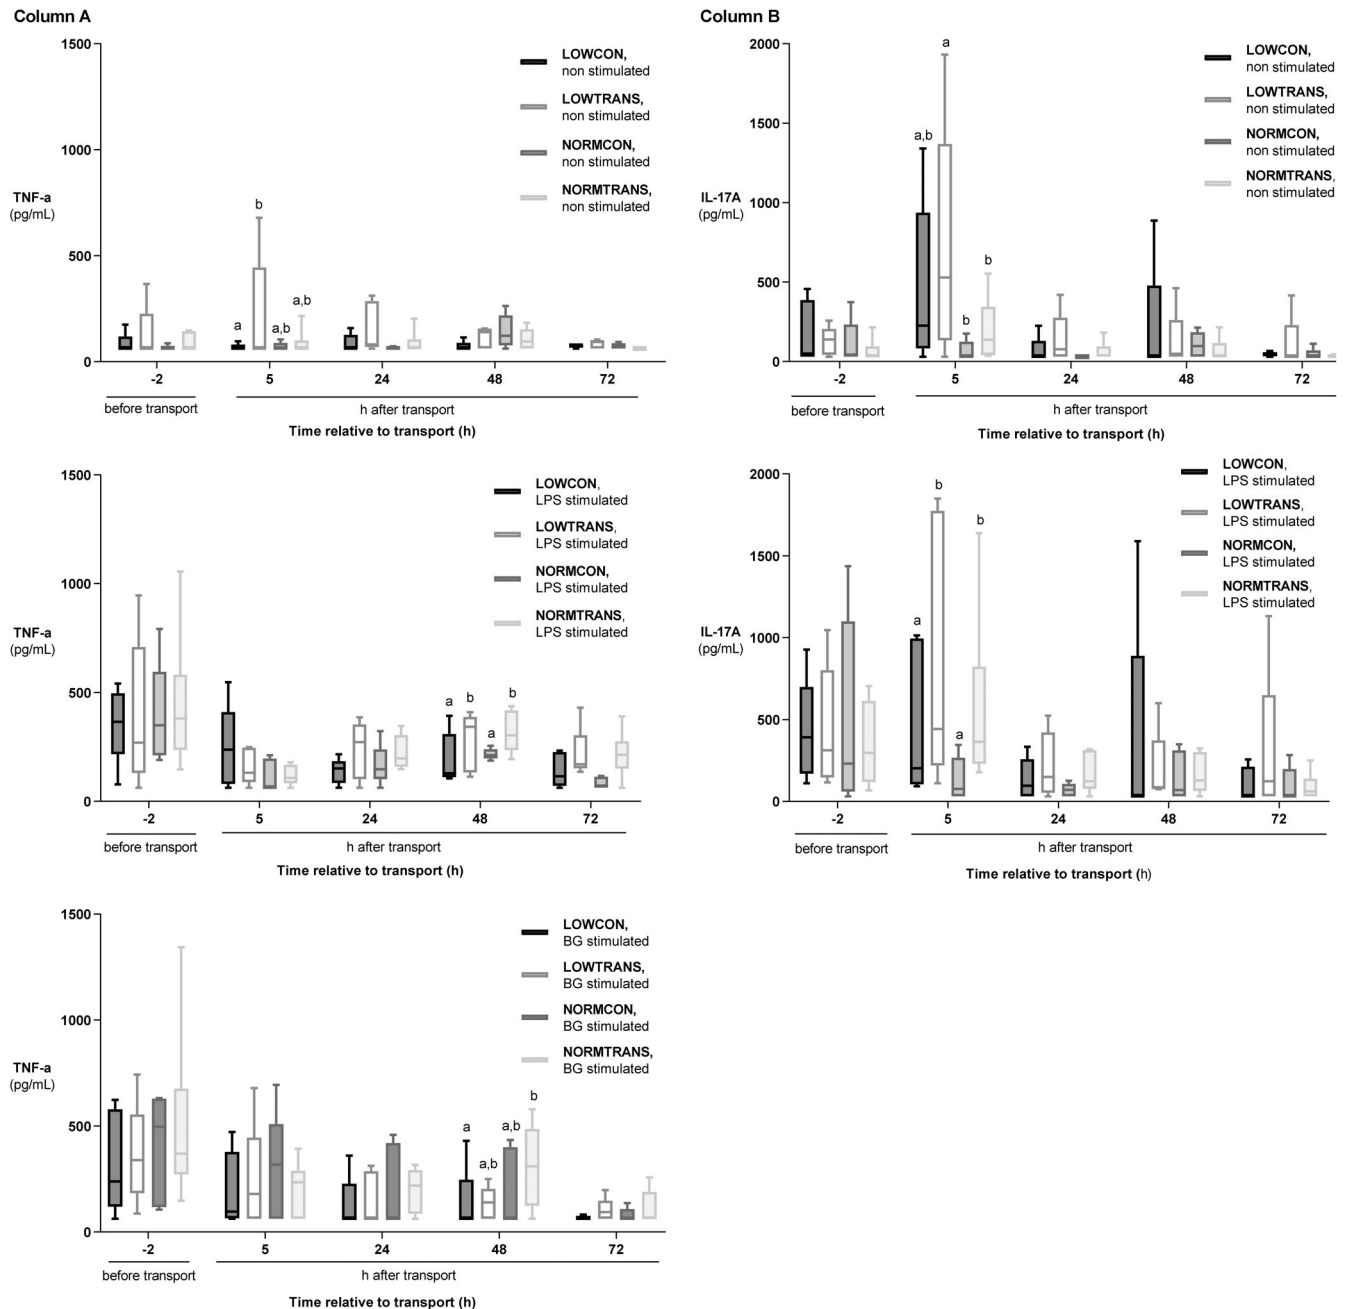 Column A
1500
1000
500
0
TNF-a
(pg/mL)
LOWCON,
non stimulated
LOWTRANS,
non stimulated
NORMCON,
non stimulated
NORMTRANS,
non stimulated
a
b
a,b
a,b
-2
5
24
48
72
before transport
h after transport
Time relative to transport (h)
Column B
2000
1500
1000
500
0
IL-17A
(pg/mL)
LOWCON,
non stimulated
LOWTRANS,
non stimulated
NORMCON,
non stimulated
NORMTRANS,
non stimulated
a,b
a
b
b
-2
5
24
48
72
before transport
h after transport
Time relative to transport (h)
1500
1000
500
0
TNF-a
(pg/mL)
LOWCON,
LPS stimulated
LOWTRANS,
LPS stimulated
NORMCON,
LPS stimulated
NORMTRANS,
LPS stimulated
a
b
a
b
-2
5
24
48
72
before transport
h after transport
Time relative to transport (h)
2000
1500
1000
500
0
IL-17A
(pg/mL)
LOWCON,
LPS stimulated
LOWTRANS,
LPS stimulated
NORMCON,
LPS stimulated
NORMTRANS,
LPS stimulated
a
b
a
b
-2
5
24
48
72
before transport
h after transport
Time relative to transport (h)
1500
1000
500
0
TNF-a
(pg/mL)
LOWCON,
BG stimulated
LOWTRANS,
BG stimulated
NORMCON,
BG stimulated
NORMTRANS,
BG stimulated
a
a,b
a,b
b
-2
5
24
48
72
before transport
h after transport
Time relative to transport (h)